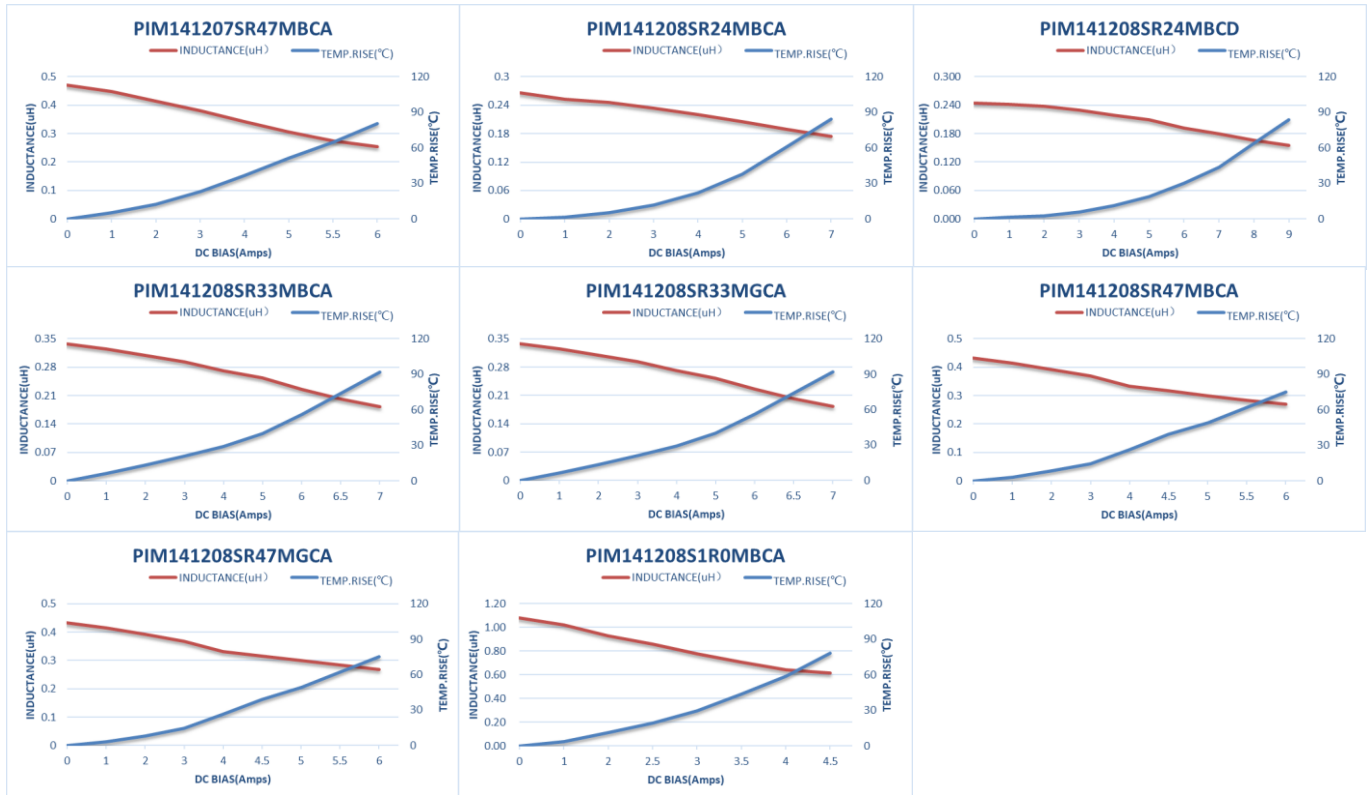 PIM141207SR47MBCA
INDUCTANCE(uH） TEMP.RISE(℃)
INDUCTANCE(uH)
0.5
0.4
0.3
0.2
0.1
0
120
90
60
30
0
TEMP.RISE(℃)
0 1 2 3 4 5 5.5 6
DC BIAS(Amps)
PIM141208SR24MBCA
INDUCTANCE(uH） TEMP.RISE(℃)
INDUCTANCE(uH)
0.3
0.24
0.18
0.12
0.06
0
120
90
60
30
0
TEMP.RISE(℃)
0 1 2 3 4 5 6 7
DC BIAS(Amps)
PIM141208SR24MBCD
INDUCTANCE(uH） TEMP.RISE(℃)
INDUCTANCE(uH)
0.300
0.240
0.180
0.120
0.060
0.000
120
90
60
30
0
TEMP.RISE(℃)
0 1 2 3 4 5 6 7 8 9
DC BIAS(Amps)
PIM141208SR33MBCA
INDUCTANCE(uH） TEMP.RISE(℃)
INDUCTANCE(uH)
0.35
0.28
0.21
0.14
0.07
0
120
90
60
30
0
TEMP.RISE(℃)
0 1 2 3 4 5 6 6.5 7
DC BIAS(Amps)
PIM141208SR33MGCA
INDUCTANCE(uH） TEMP.RISE(℃)
INDUCTANCE(uH)
0.35
0.28
0.21
0.14
0.07
0
120
90
60
30
0
TEMP.RISE(℃)
0 1 2 3 4 5 6 6.5 7
DC BIAS(Amps)
PIM141208SR47MBCA
INDUCTANCE(uH） TEMP.RISE(℃)
INDUCTANCE(uH)
0.5
0.4
0.3
0.2
0.1
0
120
90
60
30
0
TEMP.RISE(℃)
0 1 2 3 4 4.5 5 5.5 6
DC BIAS(Amps)
PIM141208SR47MGCA
INDUCTANCE(uH） TEMP.RISE(℃)
INDUCTANCE(uH)
0.5
0.4
0.3
0.2
0.1
0
120
90
60
30
0
TEMP.RISE(℃)
0 1 2 3 4 4.5 5 5.5 6
DC BIAS(Amps)
PIM141208S1R0MBCA
INDUCTANCE(uH） TEMP.RISE(℃)
INDUCTANCE(uH)
1.20
1.00
0.80
0.60
0.40
0.20
0.00
120
90
60
30
0
TEMP.RISE(℃)
0 1 2 2.5 3 3.5 4 4.5
DC BIAS(Amps)